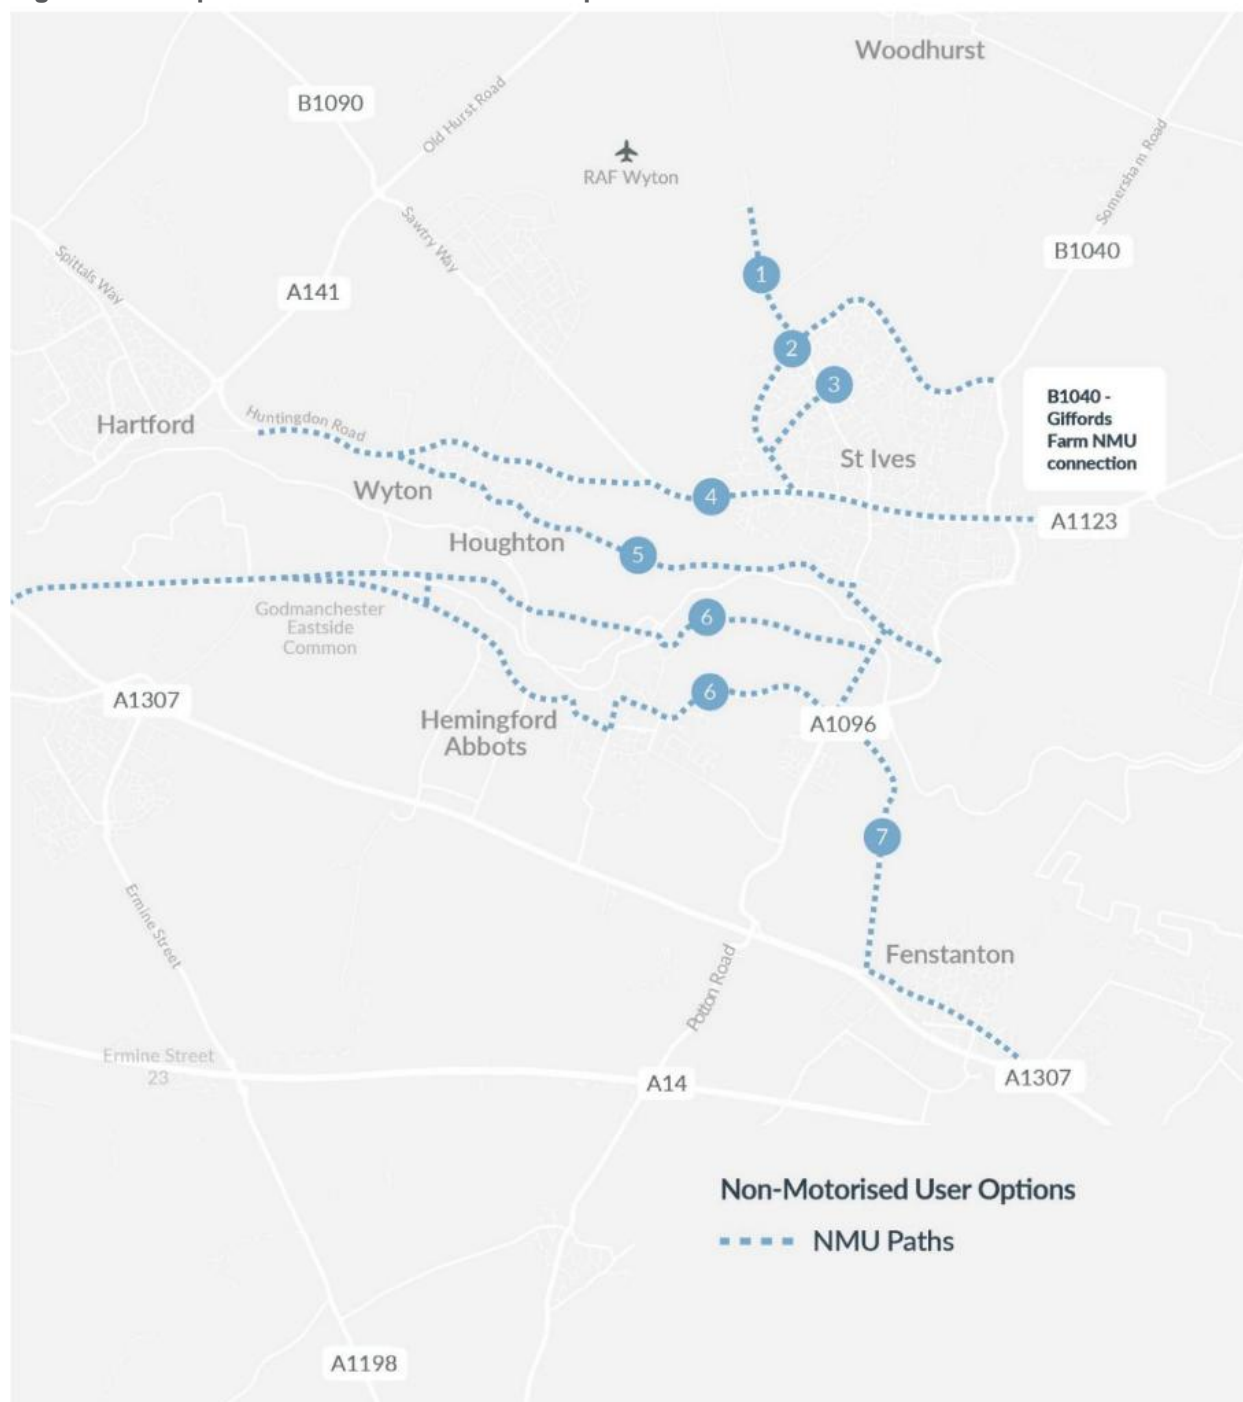 Woodhurst
B1090
Old Hurst Road
RAF Wyton
Somersham Road
Sawtry Way
B1040
Spittals Way
1
A141
2
3
B1040 -
Giffords
Farm NMU
connection
Huntingdon Road
Hartford
St Ives
Wyton
4
A1123
Houghton
5
Godmanchester
Eastside
Common
6
A1307
6
Hemingford
Abbots
A1096
7
Ermine Street
Fenstanton
Potton Road
Ermine Street
23
A14
A1307
Non-Motorised User Options
NMU Paths
A1198